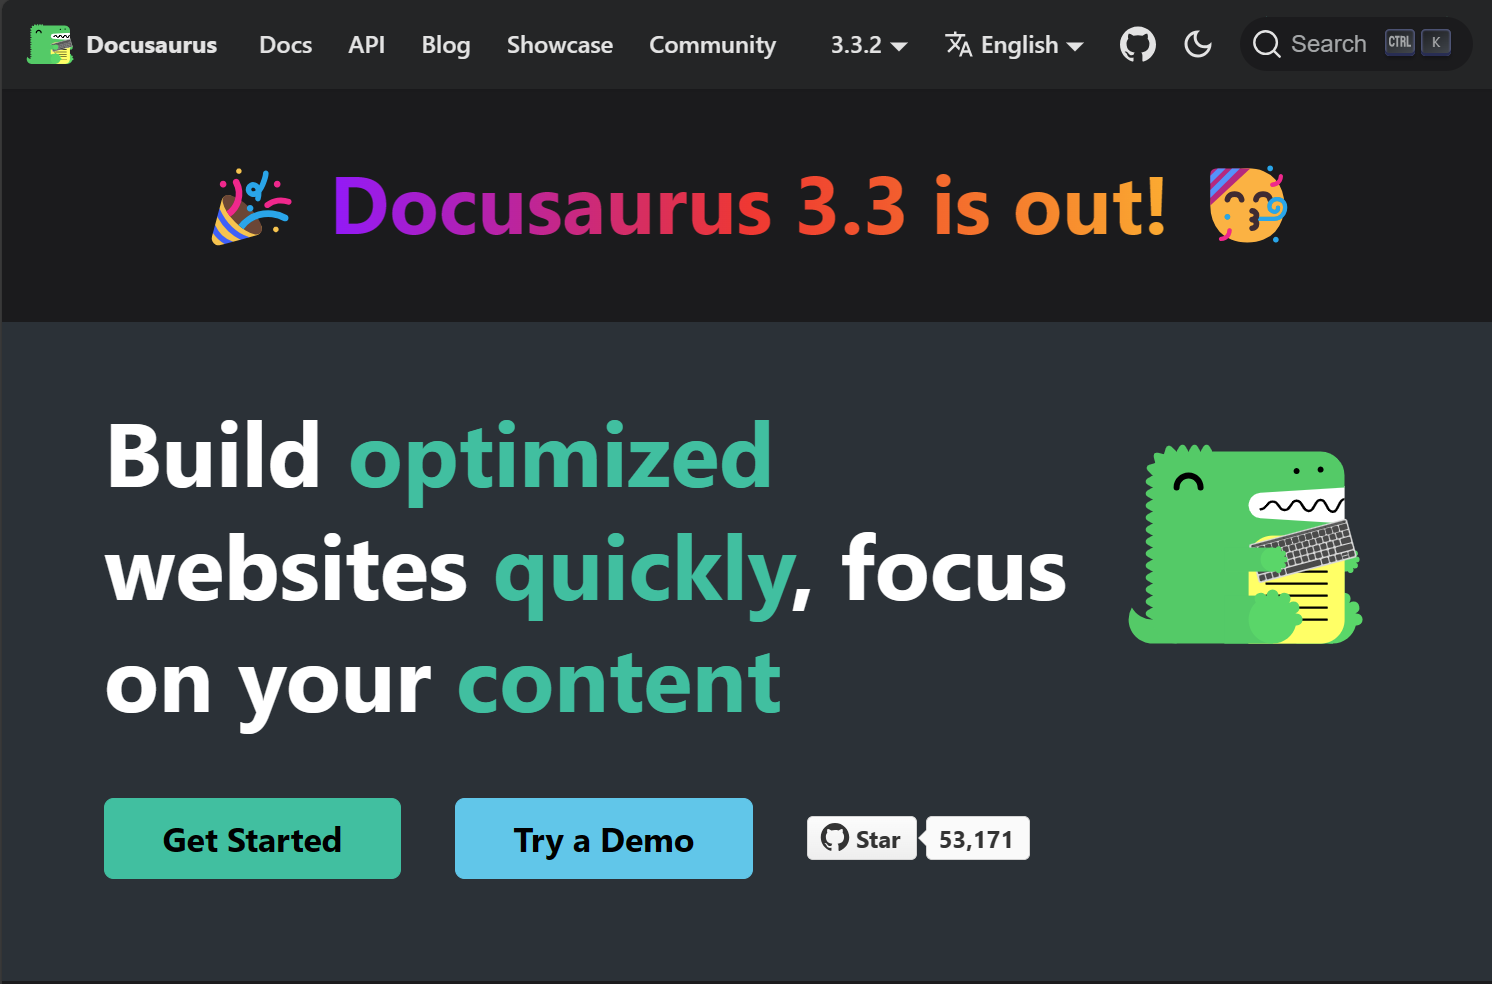 Docusaurus Docs API Blog Showcase Community 3.3.2 English Search CTRL K
Docusaurus 3.3 is out!
Build optimized
websites quickly, focus
on your content
Get Started Try a Demo Star 53,171